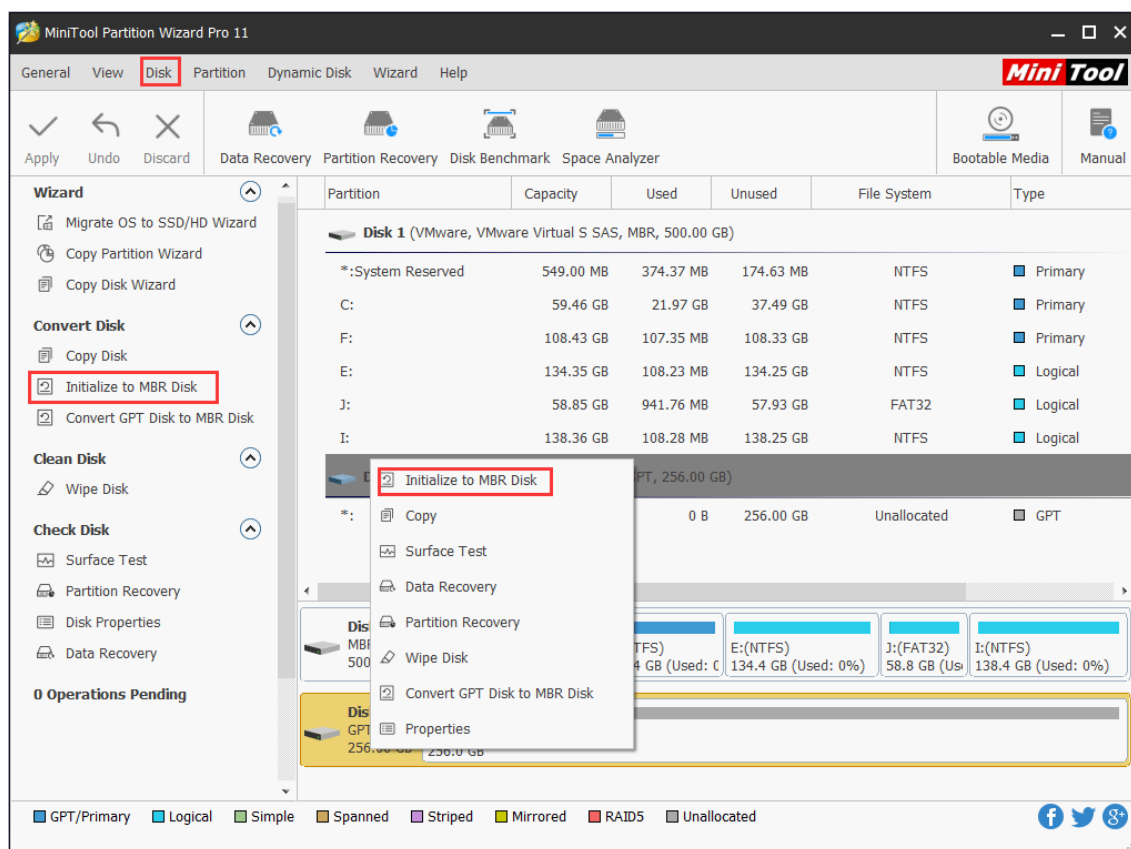 MiniTool Partition Wizard Pro 11
General View Disk Partition Dynamic Disk Wizard Help
Mini Tool
Apply Undo Discard Data Recovery Partition Recovery Disk Benchmark Space Analyzer Bootable Media Manual
Wizard
Migrate OS to SSD/HD Wizard
Copy Partition Wizard
Copy Disk Wizard
Convert Disk
Copy Disk
Initialize to MBR Disk
Convert GPT Disk to MBR Disk
Clean Disk
Wipe Disk
Check Disk
Surface Test
Partition Recovery
Disk Properties
Data Recovery
0 Operations Pending
Partition Capacity Used Unused File System Type
Disk 1 (VMware, VMware Virtual S SAS, MBR, 500.00 GB)
*:System Reserved 549.00 MB 374.37 MB 174.63 MB NTFS Primary
C: 59.46 GB 21.97 GB 37.49 GB NTFS Primary
F: 108.43 GB 107.35 MB 108.33 GB NTFS Primary
E: 134.35 GB 108.23 MB 134.25 GB NTFS Logical
J: 58.85 GB 941.76 MB 57.93 GB FAT32 Logical
I: 138.36 GB 108.28 MB 138.25 GB NTFS Logical
256.00 GB)
*: 0 B 256.00 GB Unallocated GPT
Initialize to MBR Disk
Copy
Surface Test
Data Recovery
Partition Recovery
Wipe Disk
Convert GPT Disk to MBR Disk
Properties
E:(NTFS) J:(FAT32) I:(NTFS)
134.4 GB (Used: 0%) 58.8 GB 138.4 GB (Used: 0%)
GPT
256.0 GB
GPT/Primary Logical Simple Spanned Striped Mirrored RAID5 Unallocated